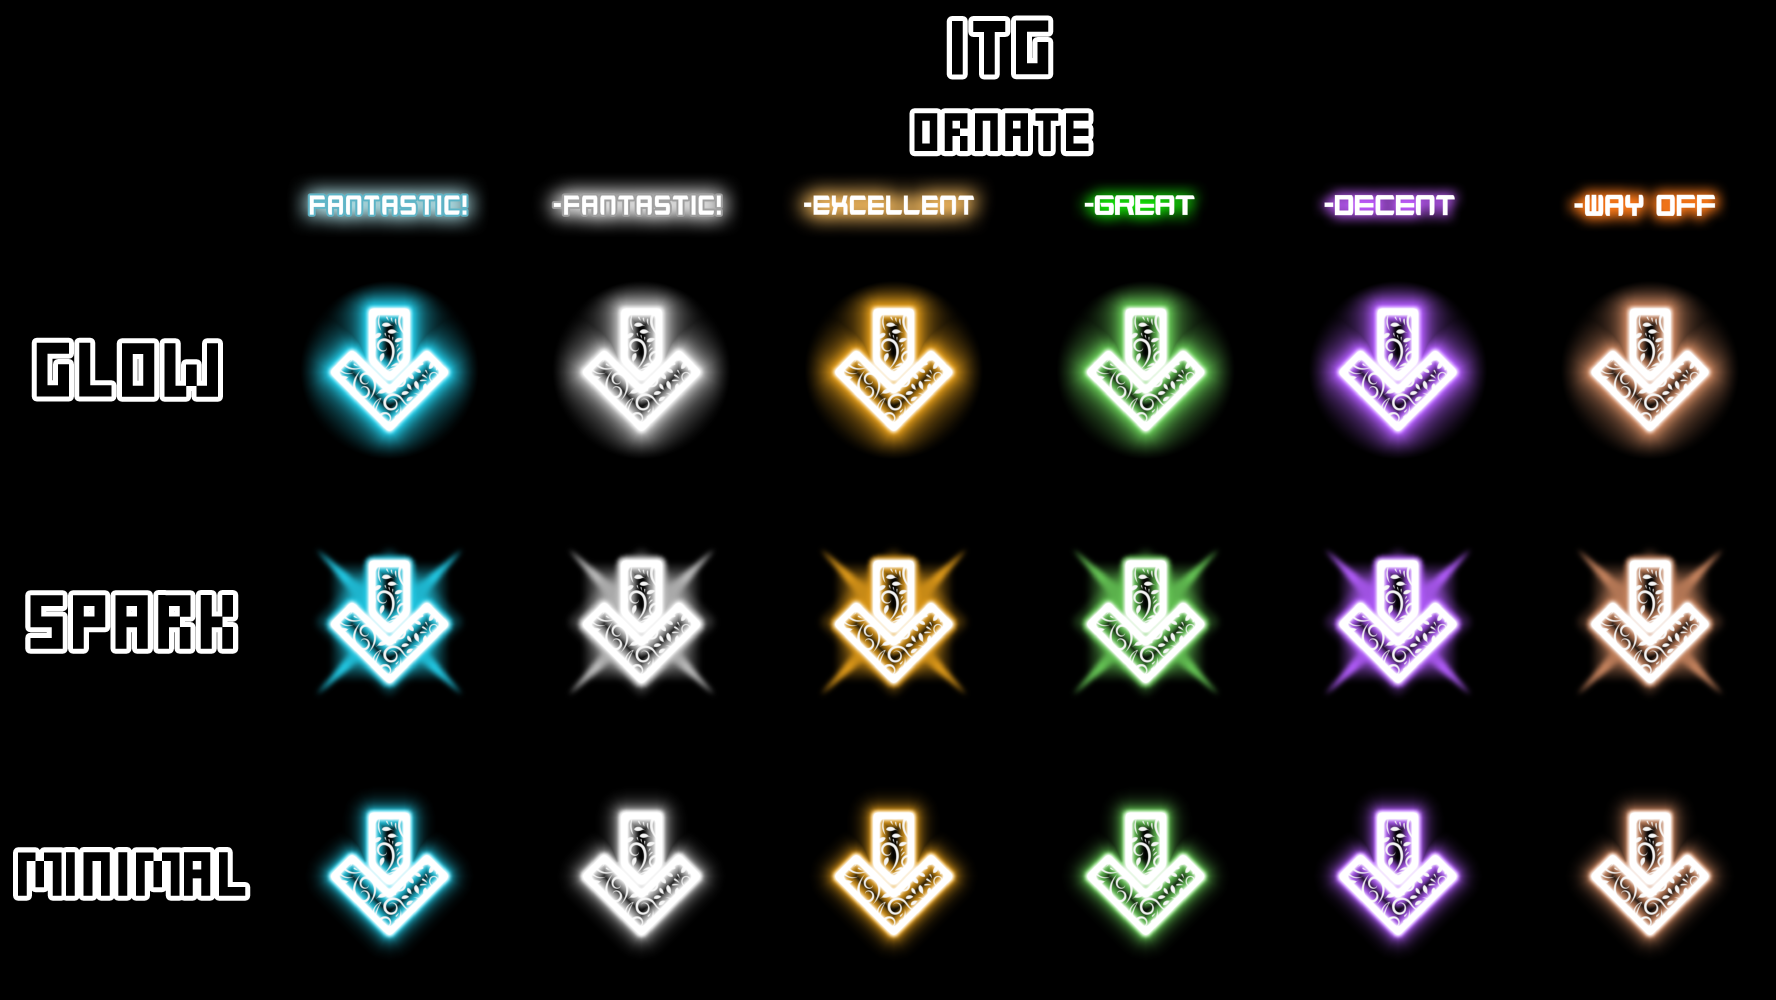 ITG
ORNATE
FANTASTIC! -FANTASTIC! -EXCELLENT -GREAT -DECENT -WAY OFF
GLOW
SPARK
MINIMAL